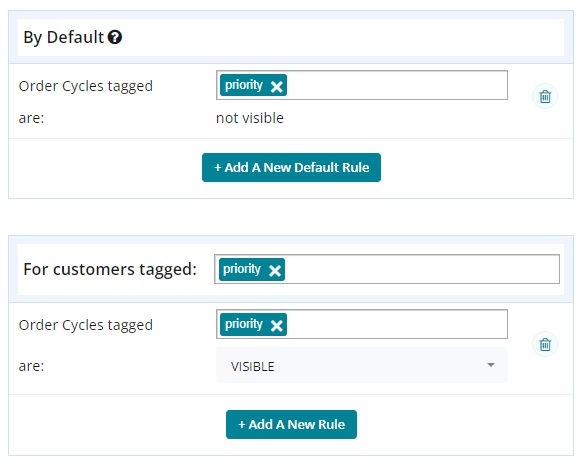 By Default ?
Order Cycles tagged
priority ×
are:
not visible
+ Add A New Default Rule
For customers tagged:
priority ×
Order Cycles tagged
priority ×
are:
VISIBLE
+ Add A New Rule